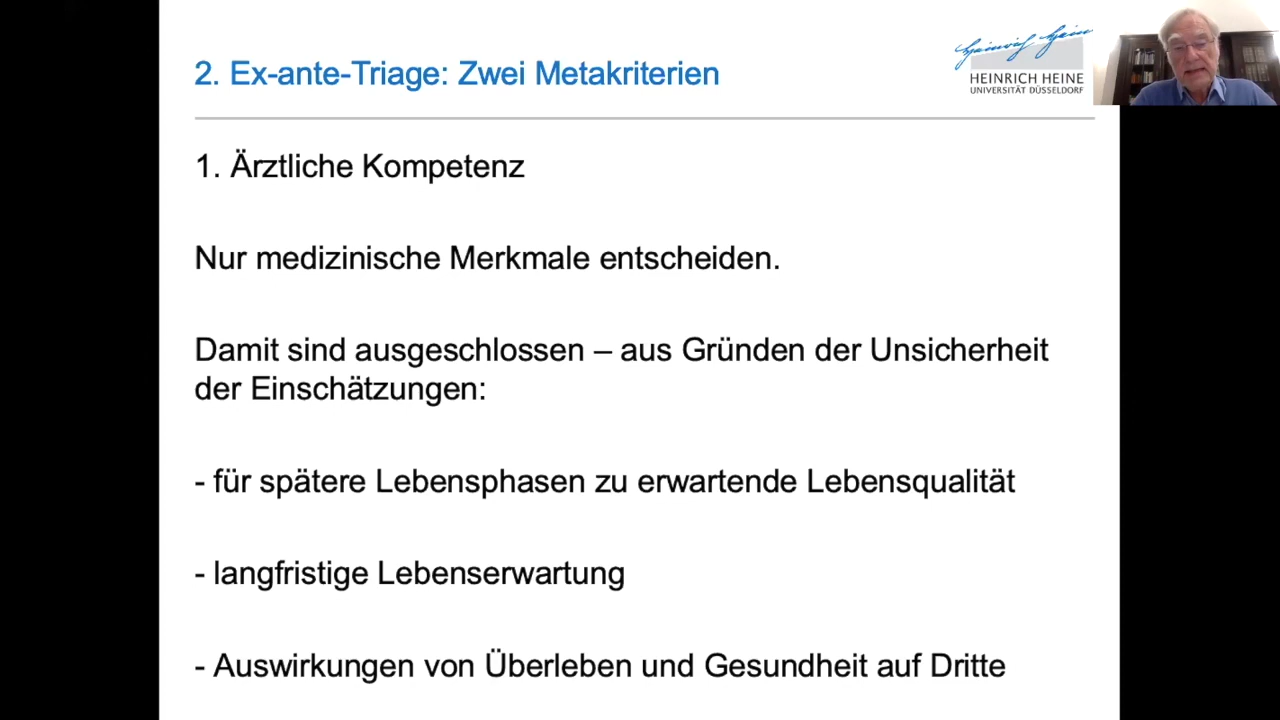 2. Ex-ante-Triage: Zwei Metakriterien
Heinrich Heine
HEINRICH HEINE
UNIVERSITÄT DÜSSELDORF
1. Ärztliche Kompetenz
Nur medizinische Merkmale entscheiden.
Damit sind ausgeschlossen – aus Gründen der Unsicherheit
der Einschätzungen:
- für spätere Lebensphasen zu erwartende Lebensqualität
- langfristige Lebenserwartung
- Auswirkungen von Überleben und Gesundheit auf Dritte